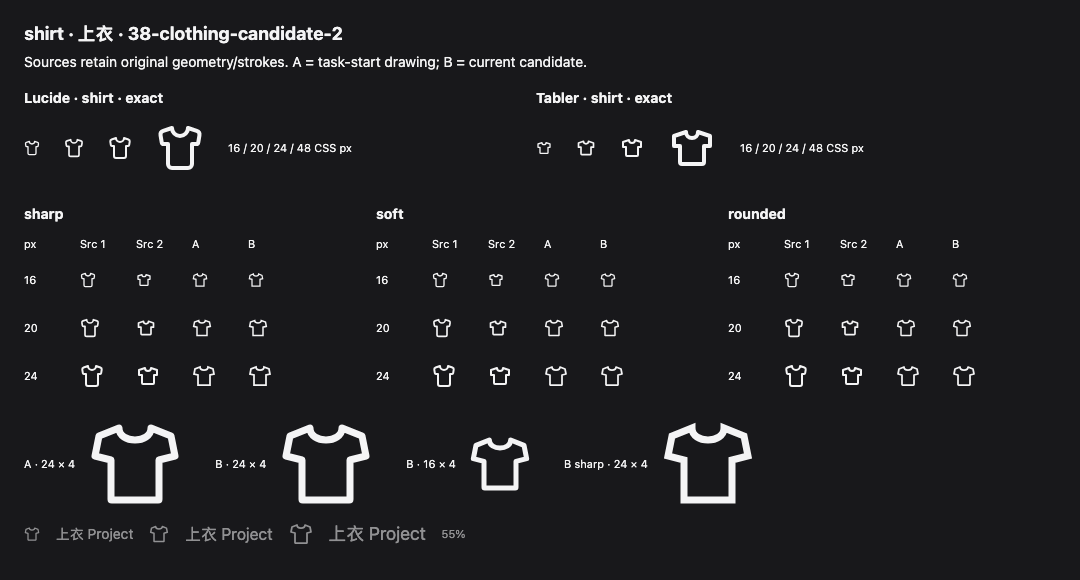 shirt · 上衣 · 38-clothing-candidate-2
Sources retain original geometry/strokes. A = task-start drawing; B = current candidate.
Lucide · shirt · exact
Tabler · shirt · exact
16 / 20 / 24 / 48 CSS px
16 / 20 / 24 / 48 CSS px
sharp
soft
rounded
px Src 1 Src 2 A B
px Src 1 Src 2 A B
px Src 1 Src 2 A B
16
16
16
20
20
20
24
24
24
A · 24 × 4
B · 24 × 4
B · 16 × 4
B sharp · 24 × 4
上衣 Project
上衣 Project
上衣 Project
55%